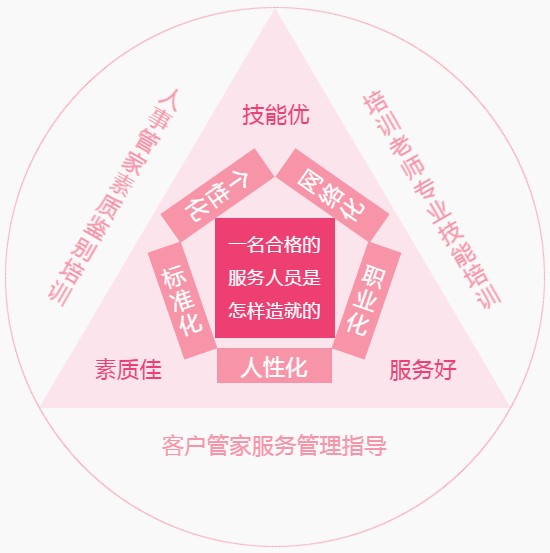 人事管家素质鉴别培训
培训老师专业技能培训
技能优
个性化
网络化
一名合格的
服务人员是
怎样造就的
标准化
职业化
人性化
素质佳
服务好
客户管家服务管理指导